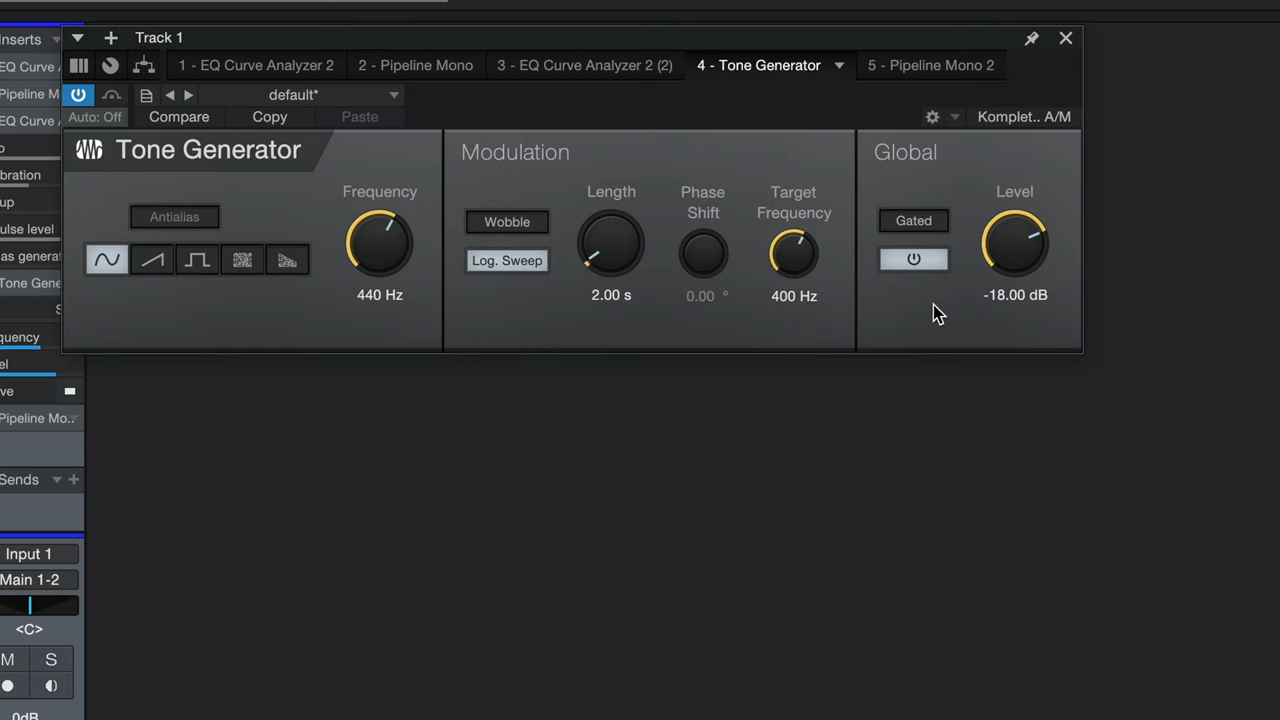 Track 1
Inserts
1 - EQ Curve Analyzer 2
2 - Pipeline Mono
3 - EQ Curve Analyzer 2 (2)
4 - Tone Generator
5 - Pipeline Mono 2
default*
Auto: Off
Compare
Copy
Paste
Komplet.. A/M
Tone Generator
Antialias
Frequency
440 Hz
Modulation
Wobble
Log. Sweep
Length
2.00 s
Phase
Shift
0.00 °
Target
Frequency
400 Hz
Global
Gated
Level
-18.00 dB
EQ Curve
Pipeline M
EQ Curve
o
bration
up
ulse level
as genera
Tone Gene
S
quency
el
ve
Pipeline Mo..
Sends
Input 1
Main 1-2
<C>
M S
0dB